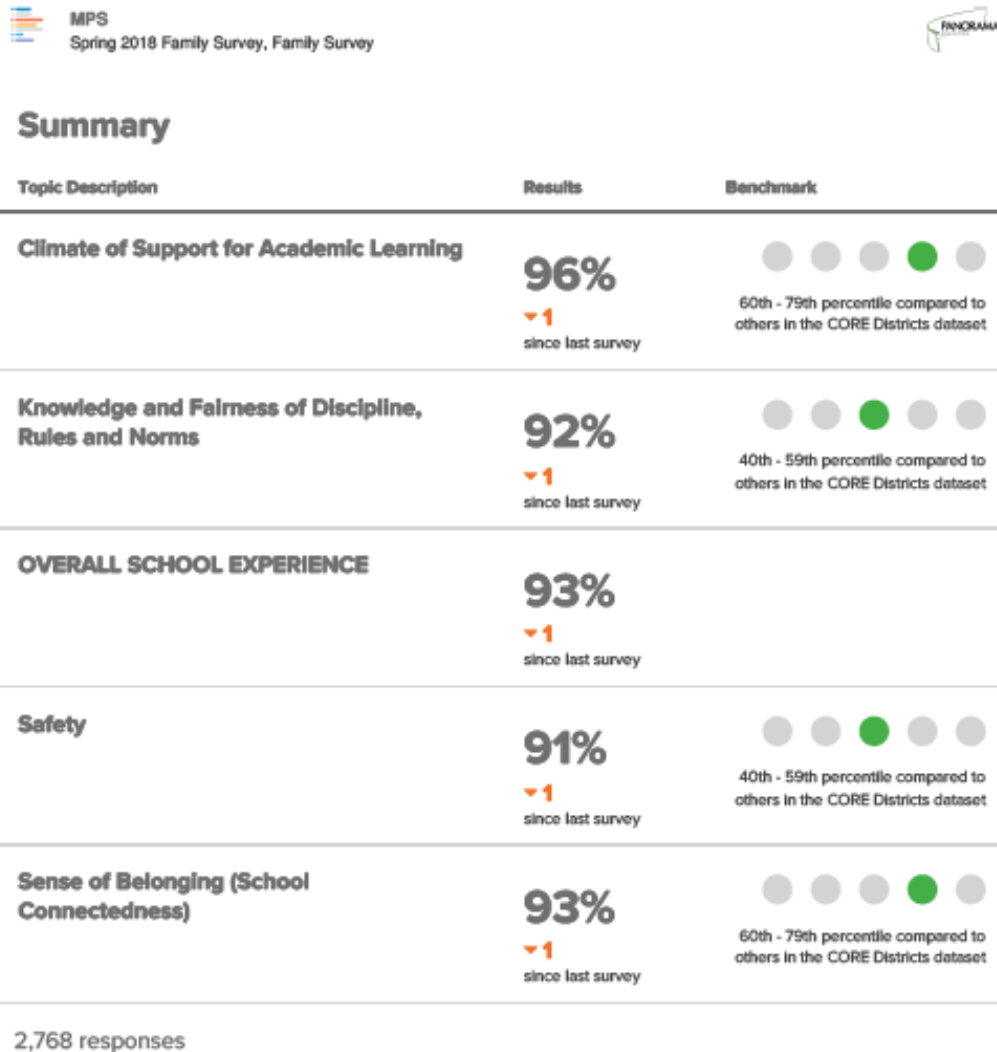 MPS
Spring 2018 Family Survey, Family Survey
PANORAMA
Summary
Topic Description Results Benchmark
Climate of Support for Academic Learning
96%
1
since last survey
60th - 79th percentile compared to
others in the CORE Districts dataset
Knowledge and Fairness of Discipline,
Rules and Norms
92%
1
since last survey
40th - 59th percentile compared to
others in the CORE Districts dataset
OVERALL SCHOOL EXPERIENCE
93%
1
since last survey
Safety
91%
1
since last survey
40th - 59th percentile compared to
others in the CORE Districts dataset
Sense of Belonging (School
Connectedness)
93%
1
since last survey
60th - 79th percentile compared to
others in the CORE Districts dataset
2,768 responses